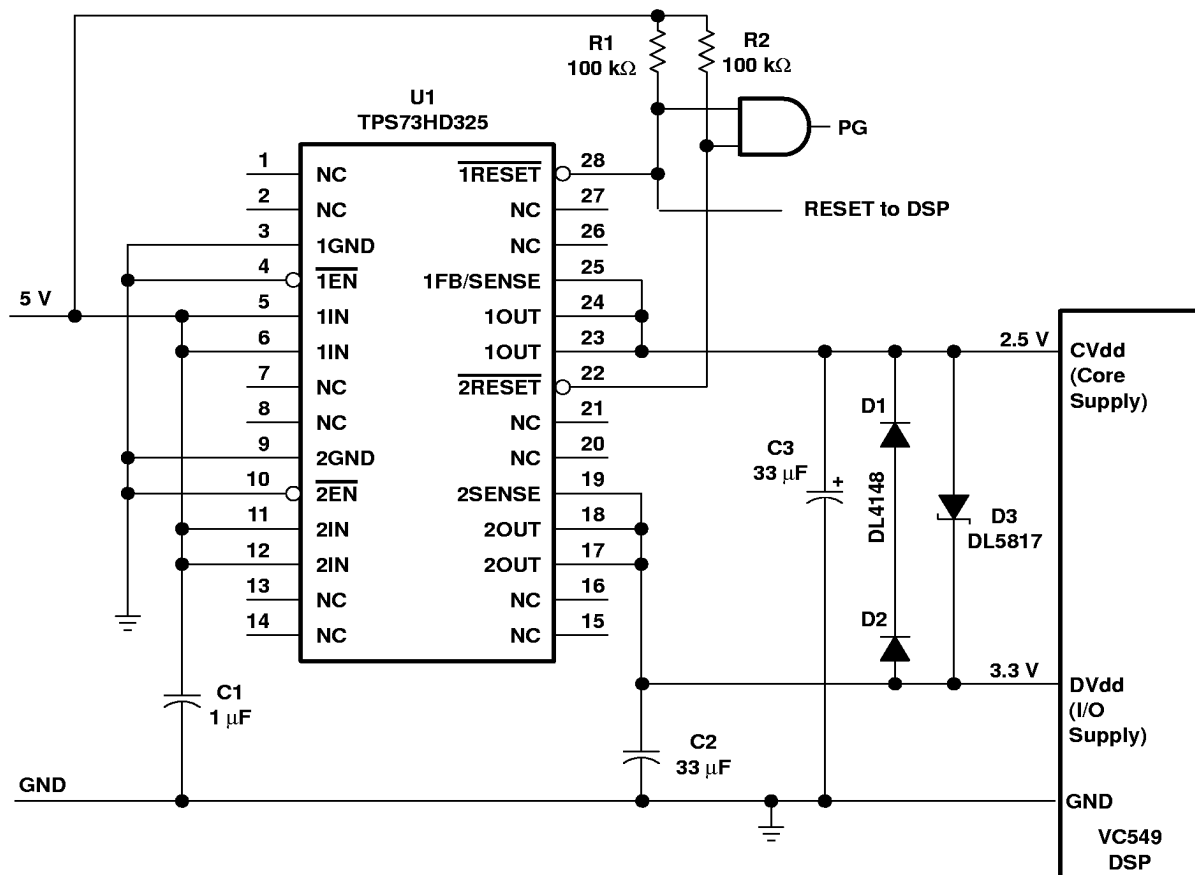 R1
100 kΩ
R2
100 kΩ
U1
TPS73HD325
PG
RESET to DSP
5 V
1 NC
2 NC
3 1GND
4 1EN
5 1IN
6 1IN
7 NC
8 NC
9 2GND
10 2EN
11 2IN
12 2IN
13 NC
14 NC
1RESET 28
NC 27
NC 26
1FB/SENSE 25
1OUT 24
1OUT 23
2RESET 22
NC 21
NC 20
2SENSE 19
2OUT 18
2OUT 17
NC 16
NC 15
2.5 V
CVdd
(Core
Supply)
D1
C3
33 µF
+
DL4148
D3
DL5817
D2
3.3 V
DVdd
(I/O
Supply)
C1
1 µF
C2
33 µF
GND
GND
VC549
DSP